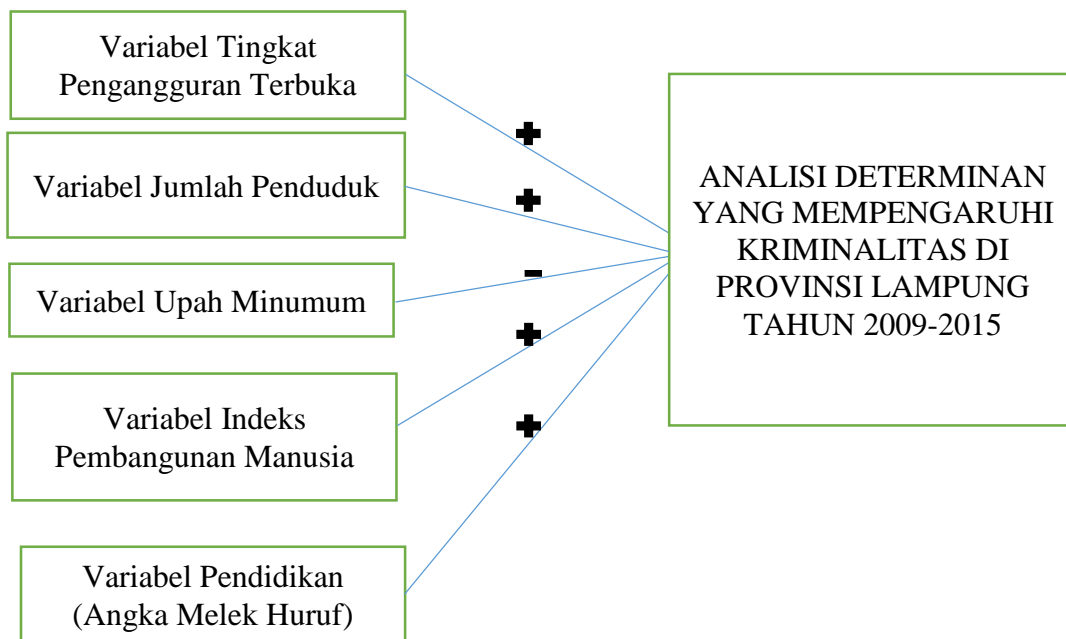 Variabel Tingkat
Pengangguran Terbuka
Variabel Jumlah Penduduk
Variabel Upah Minumum
Variabel Indeks
Pembangunan Manusia
Variabel Pendidikan
(Angka Melek Huruf)
+
+
-
+
+
ANALISI DETERMINAN
YANG MEMPENGARUHI
KRIMINALITAS DI
PROVINSI LAMPUNG
TAHUN 2009-2015